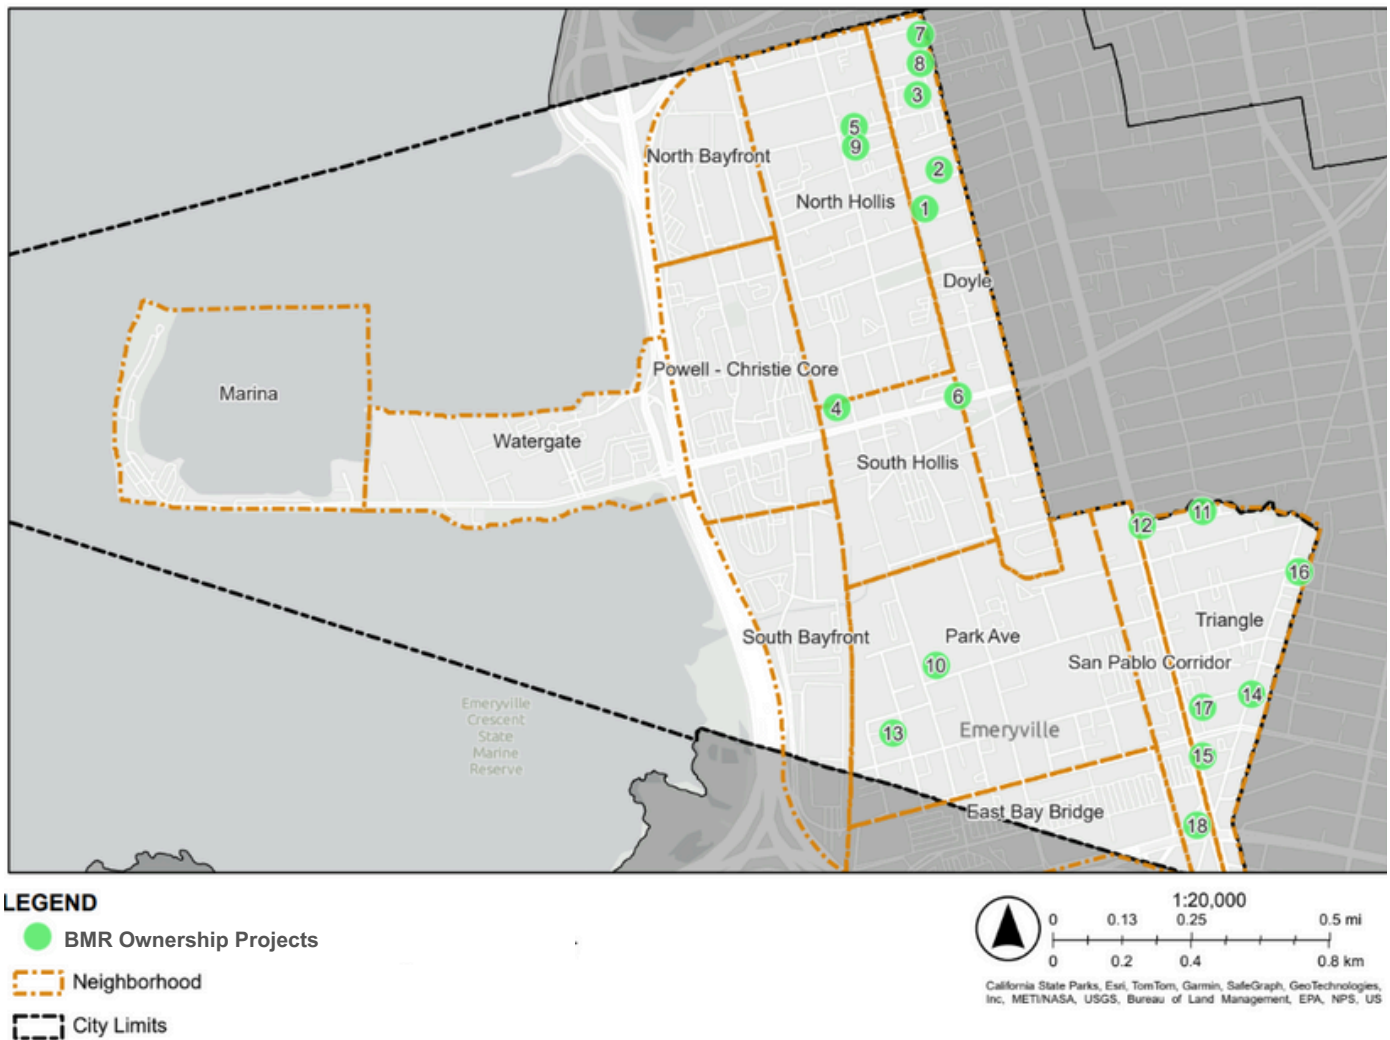 7
8
3
5
9
North Bayfront
2
North Hollis
1
Doyle
Powell - Christie Core
Marina
4
6
Watergate
South Hollis
11
12
16
Triangle
South Bayfront
Park Ave
San Pablo Corridor
10
14
17
Emeryville
Crescent
State
Marine
Reserve
13
Emeryville
15
East Bay Bridge
18
LEGEND
BMR Ownership Projects
Neighborhood
City Limits
1:20,000
0 0.13 0.25 0.5 mi
0 0.2 0.4 0.8 km
California State Parks, Esri, TomTom, Garmin, SafeGraph, GeoTechnologies,
Inc, METI/NASA, USGS, Bureau of Land Management, EPA, NPS, US